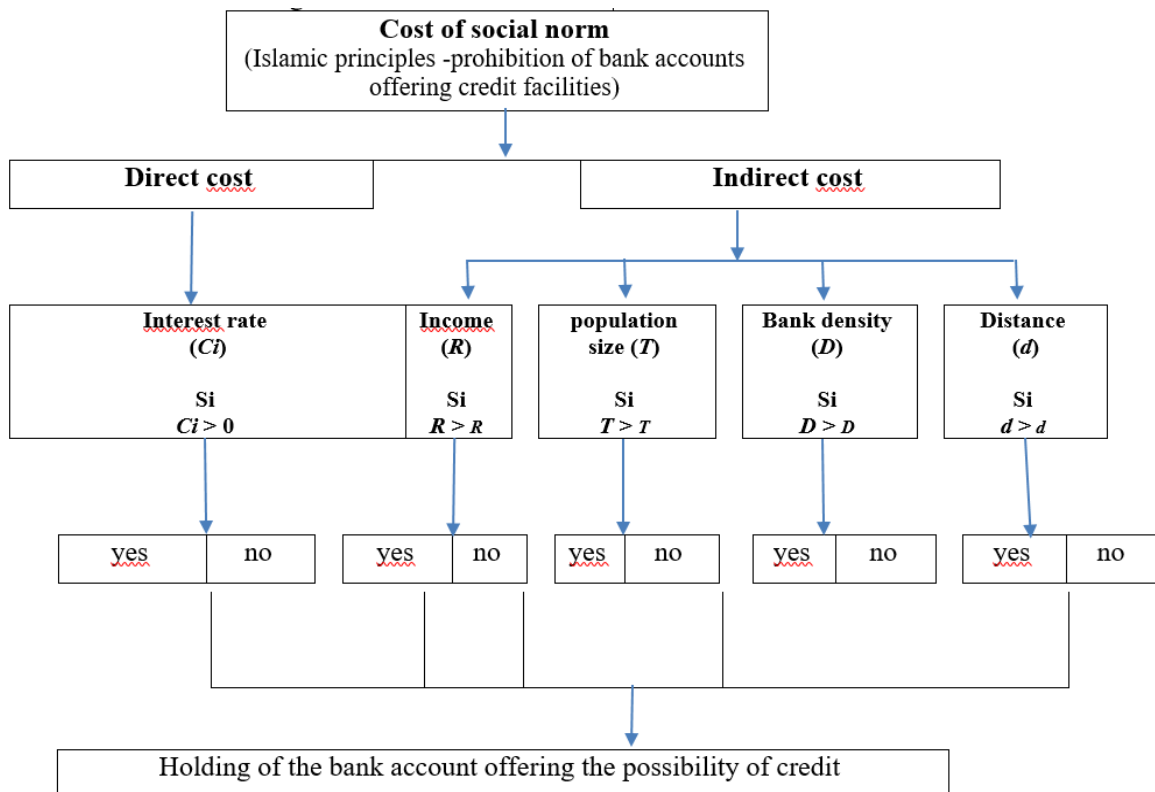 Cost of social norm
(Islamic principles -prohibition of bank accounts
offering credit facilities)
Direct cost
Indirect cost
Interest rate
(Ci)
Si
Ci > 0
Income
(R)
Si
R > R
population
size (T)
Si
T > T
Bank density
(D)
Si
D > D
Distance
(d)
Si
d > d
yes no
yes no
yes no
yes no
yes no
Holding of the bank account offering the possibility of credit